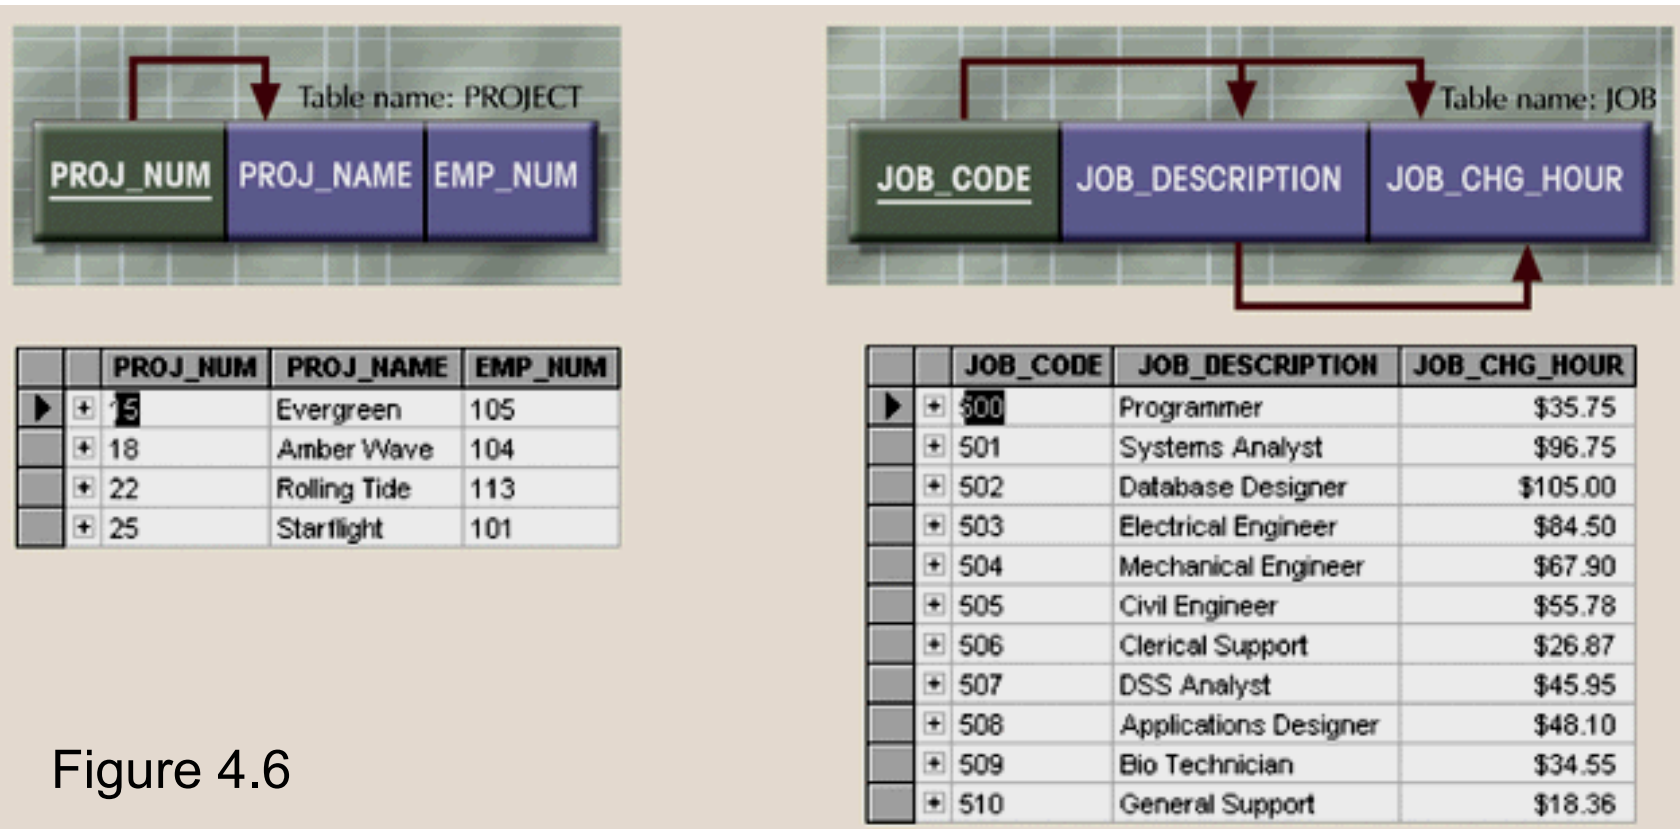 Table name: PROJECT
PROJ_NUM PROJ_NAME EMP_NUM
PROJ_NUM PROJ_NAME EMP_NUM
15 Evergreen 105
18 Amber Wave 104
22 Rolling Tide 113
25 Starflight 101
Table name: JOB
JOB_CODE JOB_DESCRIPTION JOB_CHG_HOUR
JOB_CODE JOB_DESCRIPTION JOB_CHG_HOUR
500 Programmer $35.75
501 Systems Analyst $96.75
502 Database Designer $105.00
503 Electrical Engineer $84.50
504 Mechanical Engineer $67.90
505 Civil Engineer $55.78
506 Clerical Support $26.87
507 DSS Analyst $45.95
508 Applications Designer $48.10
509 Bio Technician $34.55
510 General Support $18.36
Figure 4.6